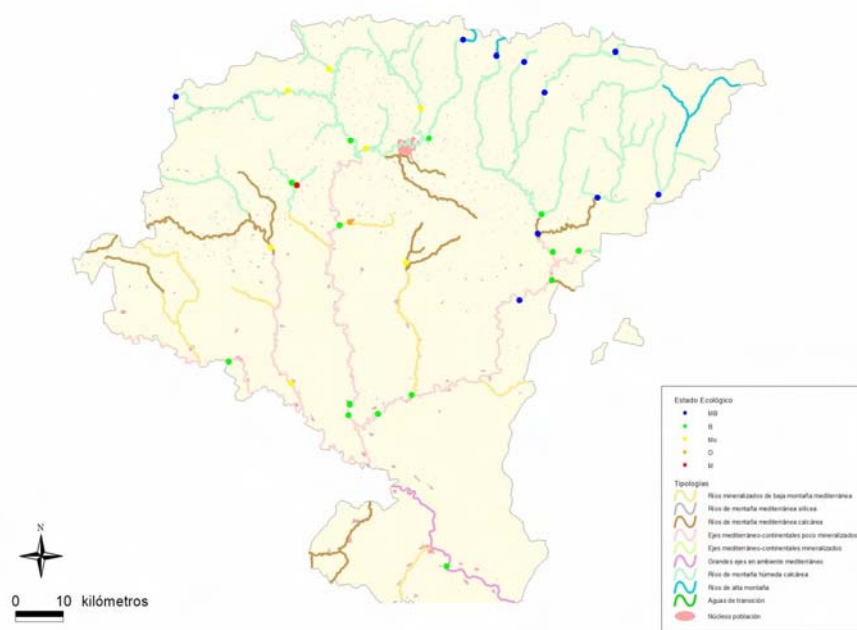 N
0 10 kilómetros
Estado Ecológico
MB
B
Mo
D
M
Tipologías
Ríos mineralizados de baja montaña mediterránea
Ríos de montaña mediterránea silícea
Ríos de montaña mediterránea calcárea
Ejes mediterráneo-continentales poco mineralizados
Ejes mediterráneo-continentales mineralizados
Grandes ejes en ambiente mediterráneo
Ríos de montaña húmeda calcárea
Ríos de alta montaña
Aguas de transición
Núcleos población